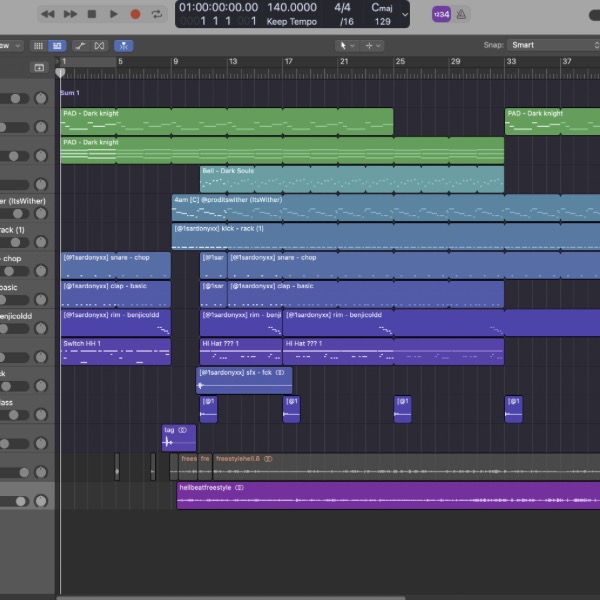 01:00:00:00.00 140.0000 4/4 Cmaj
001 1 1 001 Keep Tempo /16 129
1234
ew
Snap: Smart
1 5 9 13 17 21 25 29 33 37
Sum 1
PAD - Dark knight PAD - Dark knight
PAD - Dark knight
Bell - Dark Souls
er (ItsWither) 4am [C] @proditswither (ItsWither)
rack (1) [@1sardonyxx] kick - rack (1)
- chop [@1sardonyxx] snare - chop [@1sar [@1sardonyxx] snare - chop
basic [@1sardonyxx] clap - basic [@1sar [@1sardonyxx] clap - basic
benjicoldd [@1sardonyxx] rim - benjicoldd [@1sardonyxx] rim - benji [@1sardonyxx] rim - benjicoldd
Switch HH 1 Hi Hat ??? 1 Hi Hat ??? 1
ck [@1sardonyxx] sfx - fck
lass [@1 [@1 [@1 [@1
tag
frees fre freestylshell.8
hellbeatfreestyle